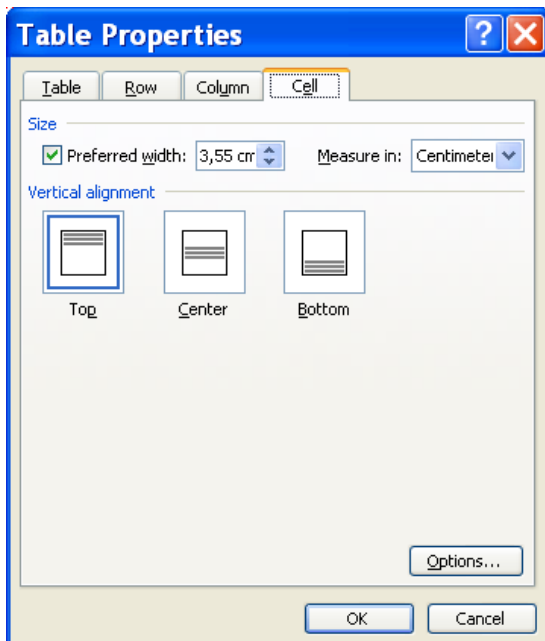 Table Properties
Table Row Column Cell
Size
Preferred width: 3,55 cm Measure in: Centimeter
Vertical alignment
Top Center Bottom
Options...
OK Cancel